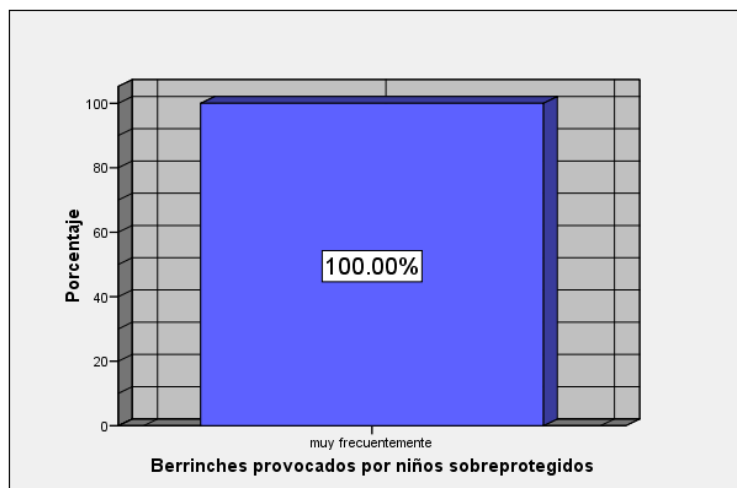 100
80
60
40
20
0
Porcentaje
100.00%
muy frecuentemente
Berrinches provocados por niños sobreprotegidos